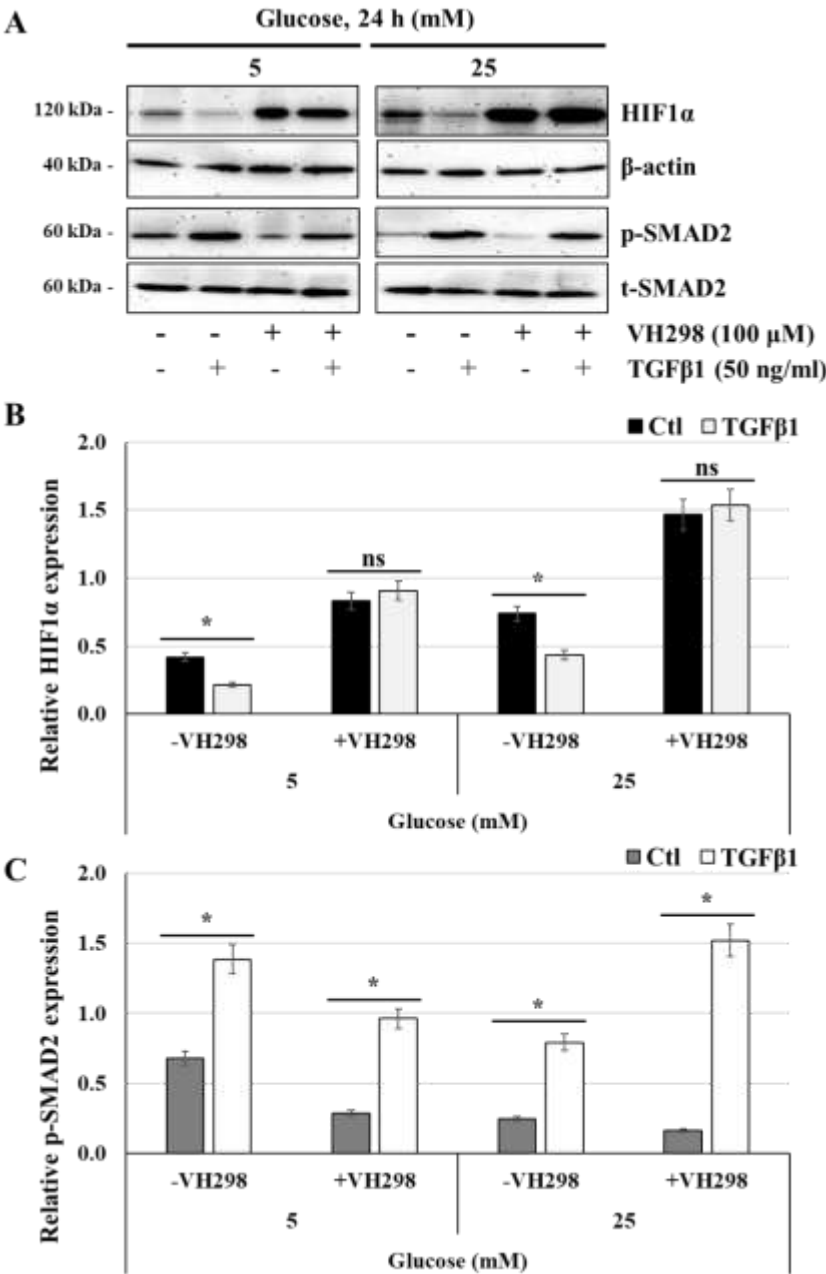 A
Glucose, 24 h (mM)
5 25
120 kDa - HIF1α
40 kDa - β-actin
60 kDa - p-SMAD2
60 kDa - t-SMAD2
- - + + - - + + VH298 (100 µM)
- + - + - + - + TGFβ1 (50 ng/ml)
B
Ctl TGFβ1
Relative HIF1α expression
2.0
1.5
1.0
0.5
0.0
* ns * ns
-VH298 +VH298 -VH298 +VH298
5 25
Glucose (mM)
C
Ctl TGFβ1
Relative p-SMAD2 expression
2.0
1.5
1.0
0.5
0.0
* * * *
-VH298 +VH298 -VH298 +VH298
5 25
Glucose (mM)